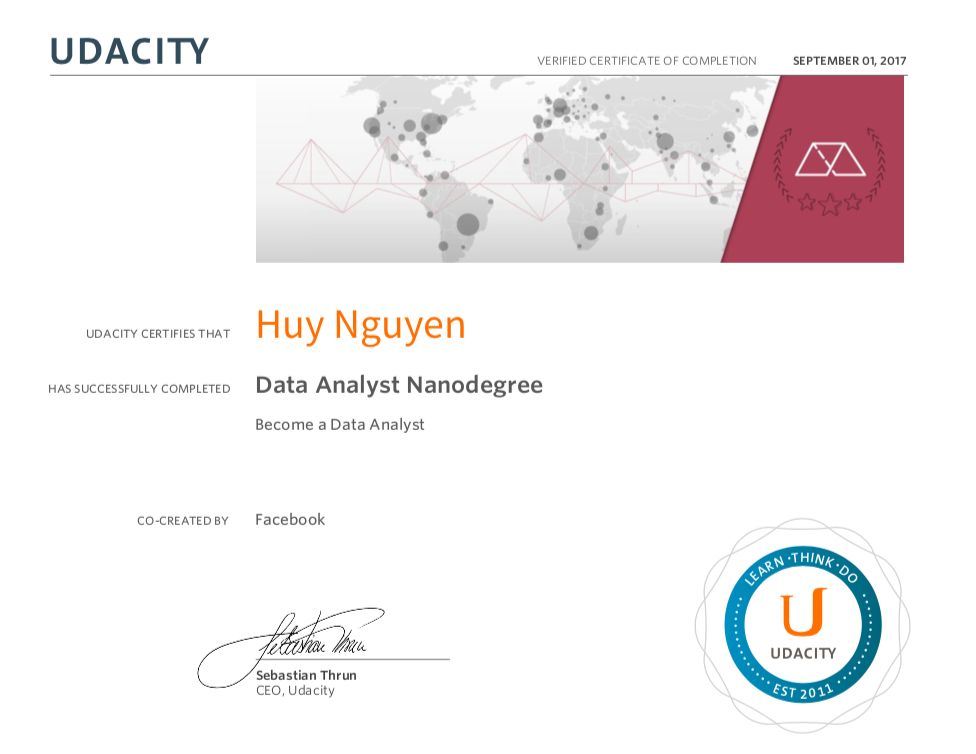 UDACITY
VERIFIED CERTIFICATE OF COMPLETION SEPTEMBER 01, 2017
UDACITY CERTIFIES THAT Huy Nguyen
HAS SUCCESSFULLY COMPLETED Data Analyst Nanodegree
Become a Data Analyst
CO-CREATED BY Facebook
Sebastian Thrun
Sebastian Thrun
CEO, Udacity
LEARN · THINK · DO
U
UDACITY
EST 2011